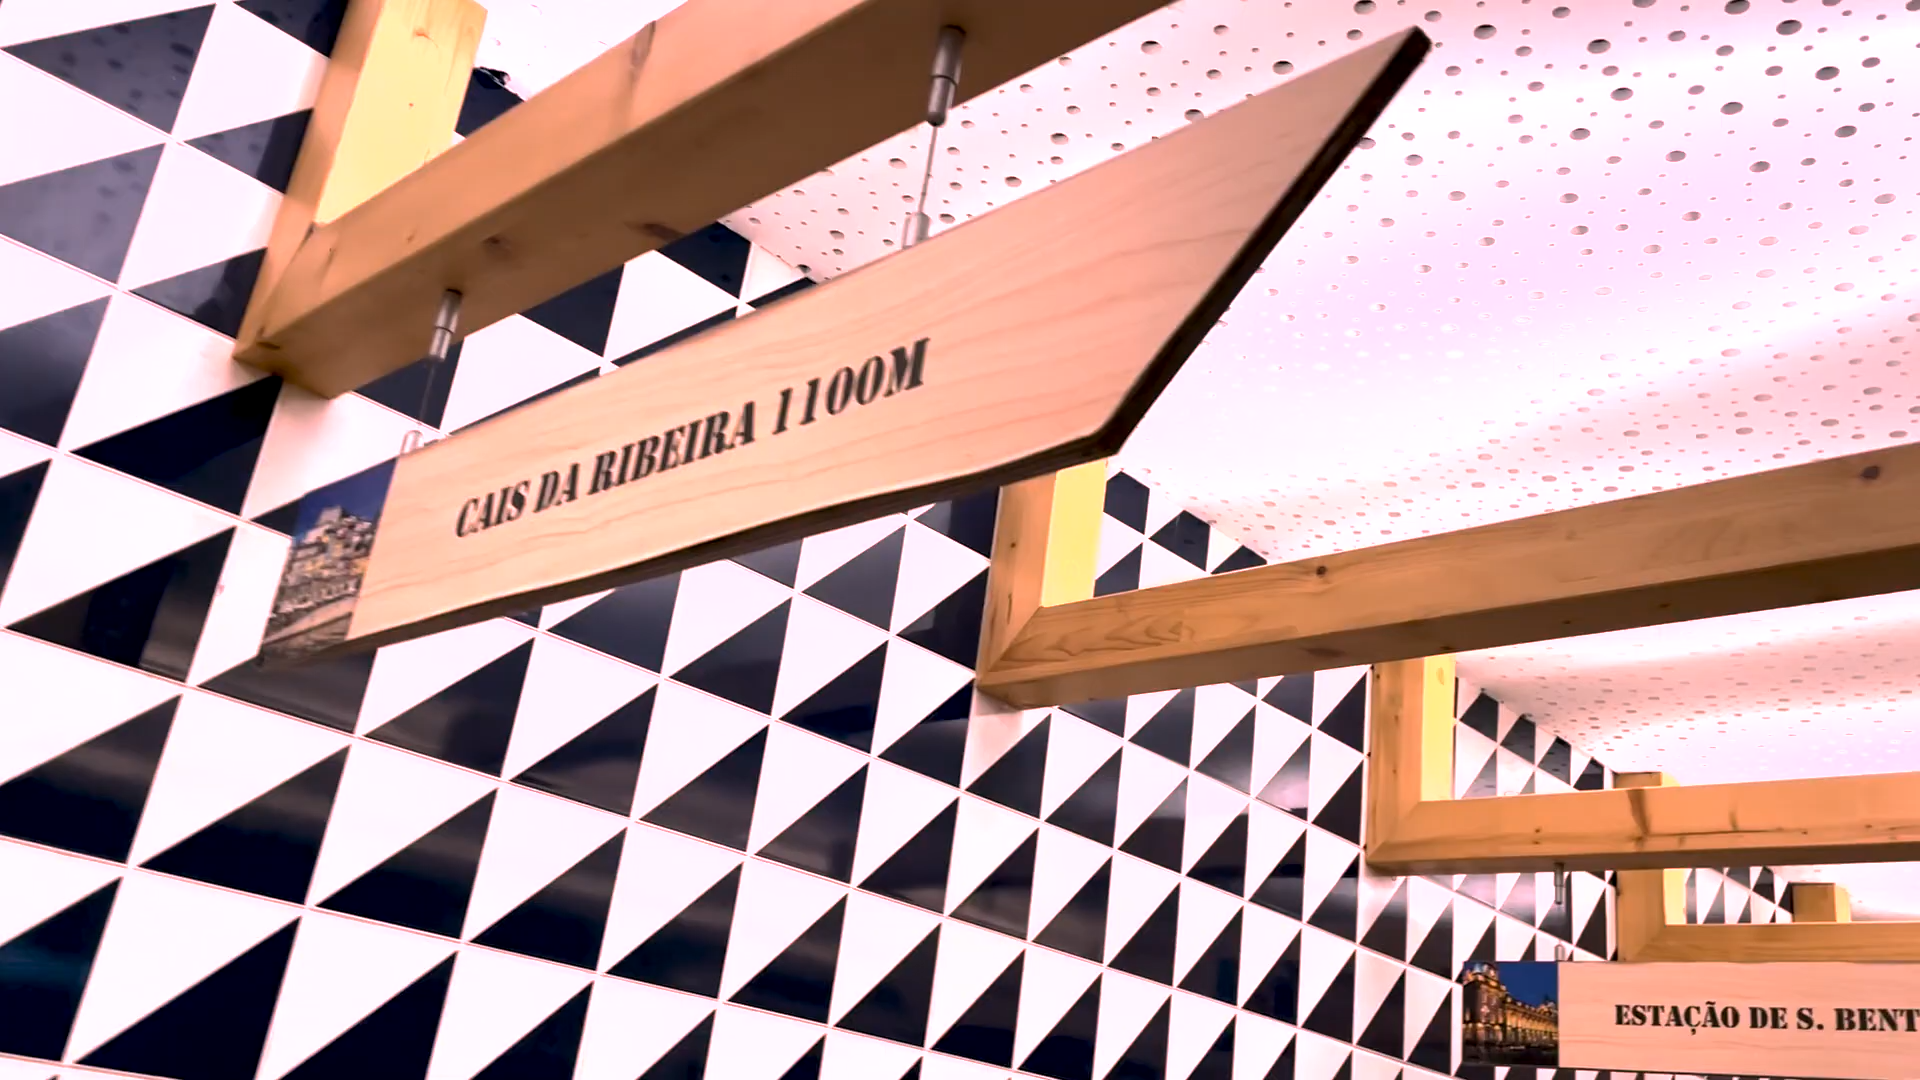 CAIS DA RIBEIRA 1100M
ESTAÇÃO DE S. BENT